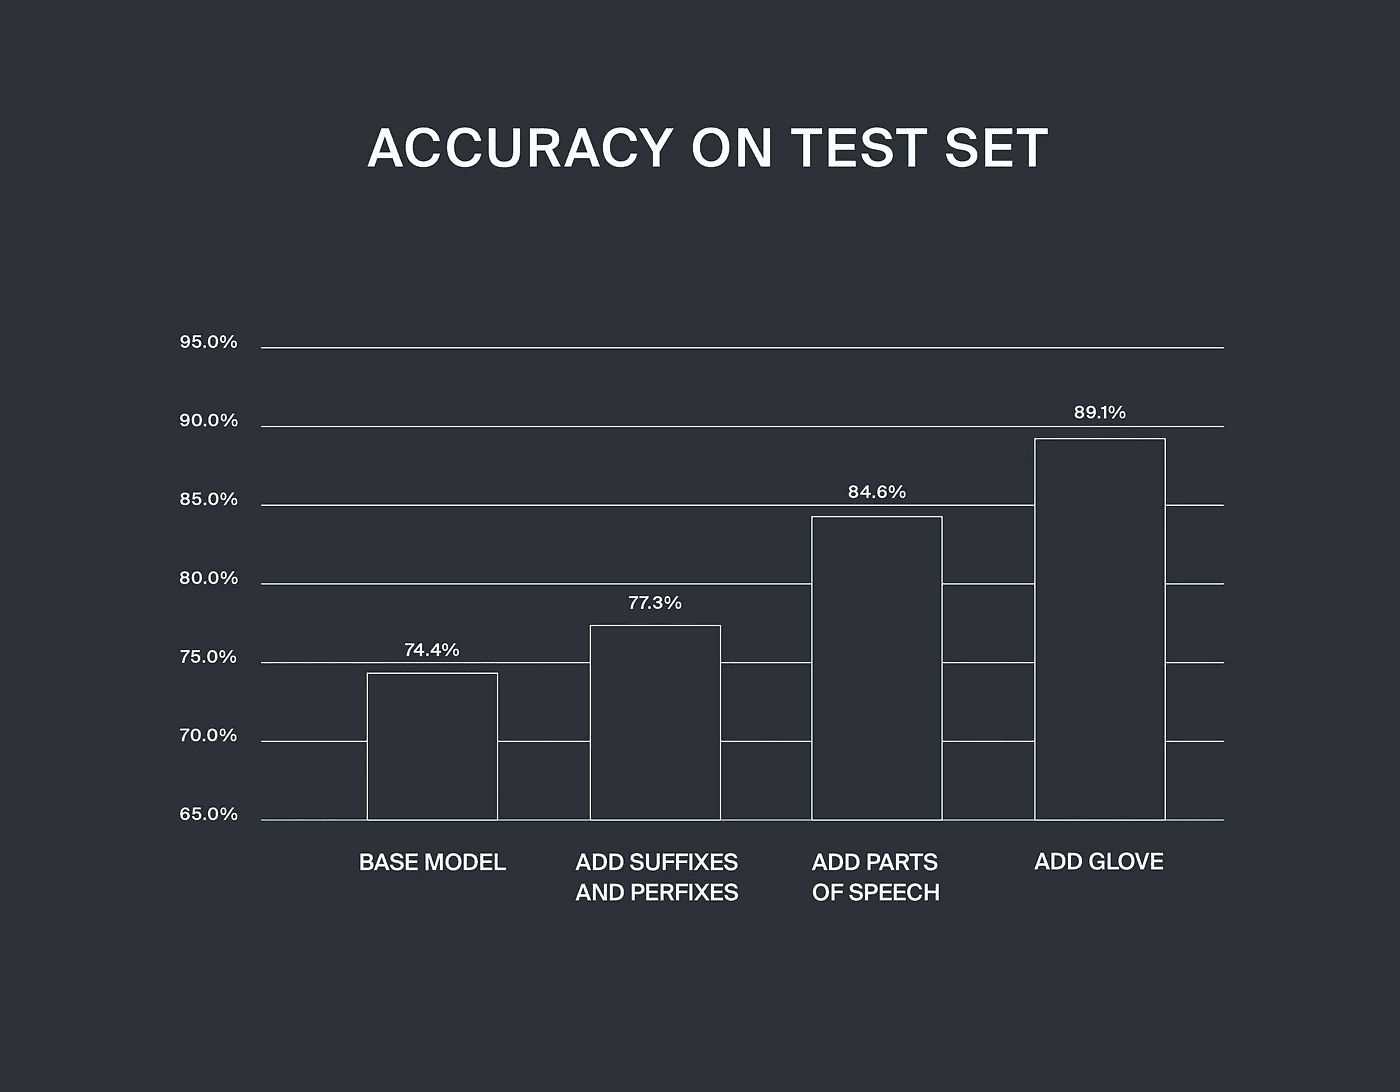 ACCURACY ON TEST SET
95.0%
90.0%
85.0%
80.0%
75.0%
70.0%
65.0%
74.4%
77.3%
84.6%
89.1%
BASE MODEL
ADD SUFFIXES
AND PERFIXES
ADD PARTS
OF SPEECH
ADD GLOVE